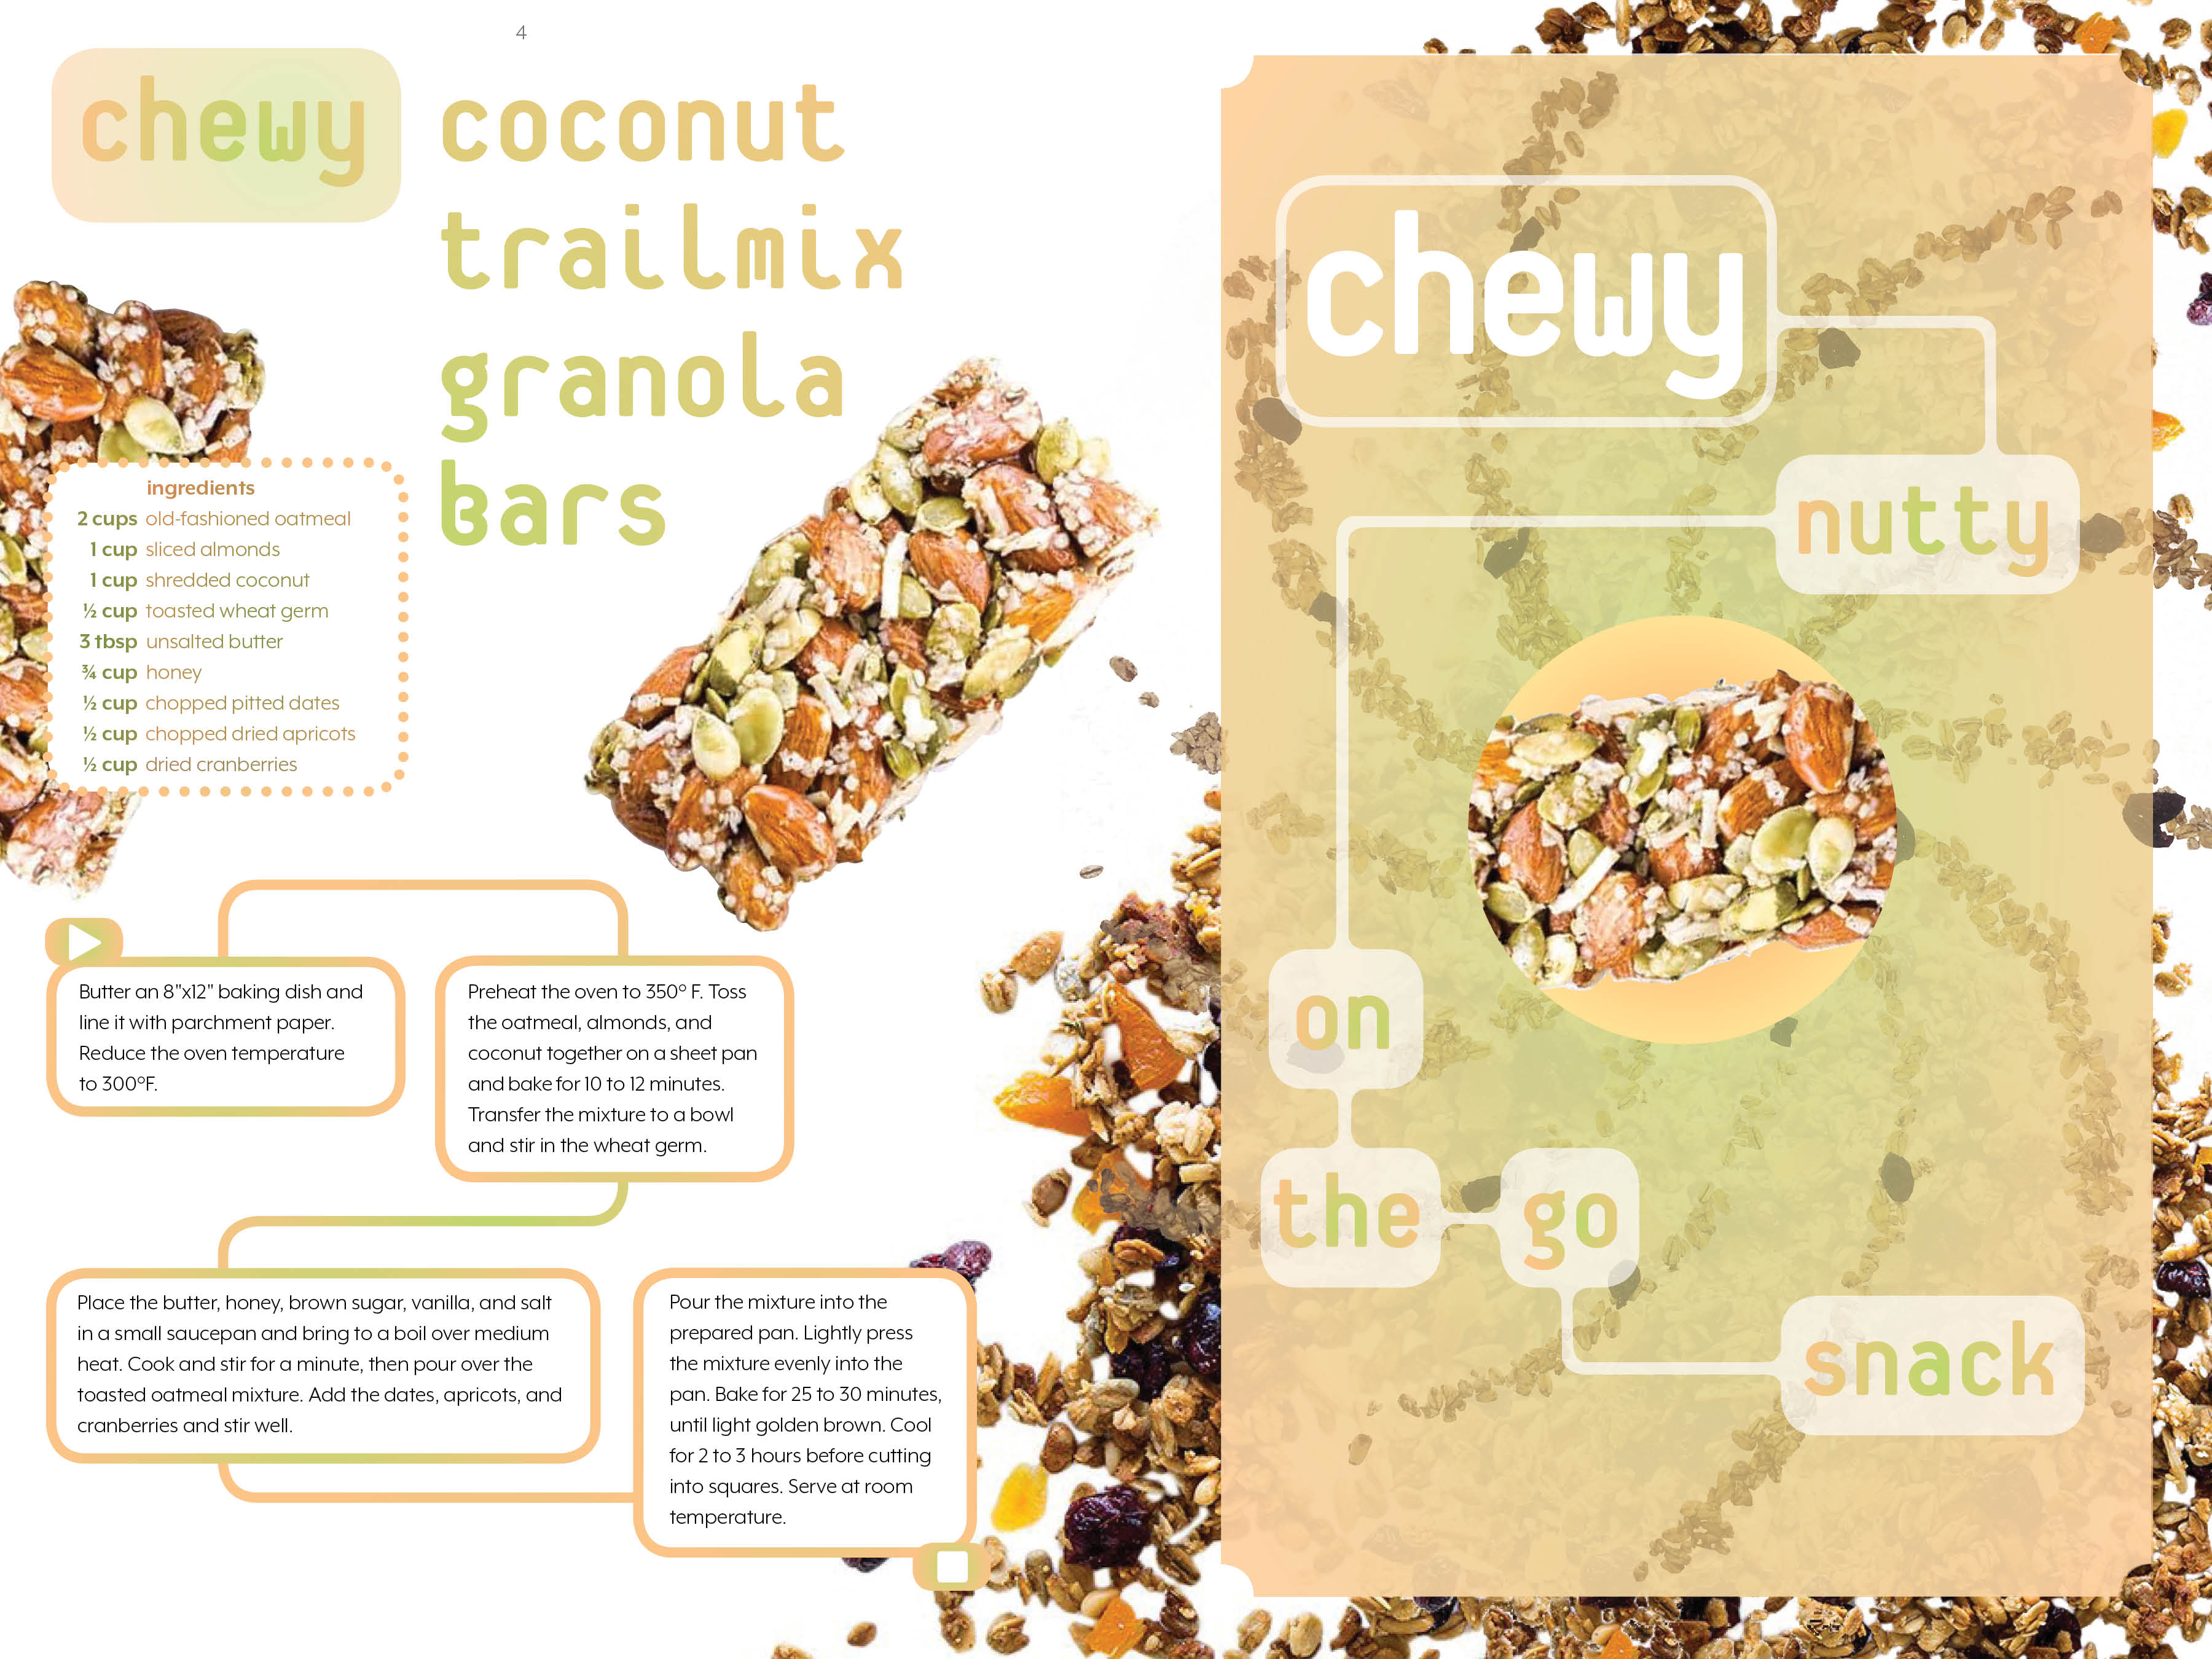 4
chewy
coconut
trailmix
granola
bars
ingredients
2 cups old-fashioned oatmeal
1 cup sliced almonds
1 cup shredded coconut
½ cup toasted wheat germ
3 tbsp unsalted butter
¾ cup honey
½ cup chopped pitted dates
½ cup chopped dried apricots
½ cup dried cranberries
Butter an 8"x12" baking dish and
line it with parchment paper.
Reduce the oven temperature
to 300°F.
Preheat the oven to 350° F. Toss
the oatmeal, almonds, and
coconut together on a sheet pan
and bake for 10 to 12 minutes.
Transfer the mixture to a bowl
and stir in the wheat germ.
Place the butter, honey, brown sugar, vanilla, and salt
in a small saucepan and bring to a boil over medium
heat. Cook and stir for a minute, then pour over the
toasted oatmeal mixture. Add the dates, apricots, and
cranberries and stir well.
Pour the mixture into the
prepared pan. Lightly press
the mixture evenly into the
pan. Bake for 25 to 30 minutes,
until light golden brown. Cool
for 2 to 3 hours before cutting
into squares. Serve at room
temperature.
chewy
nutty
on
the go
snack